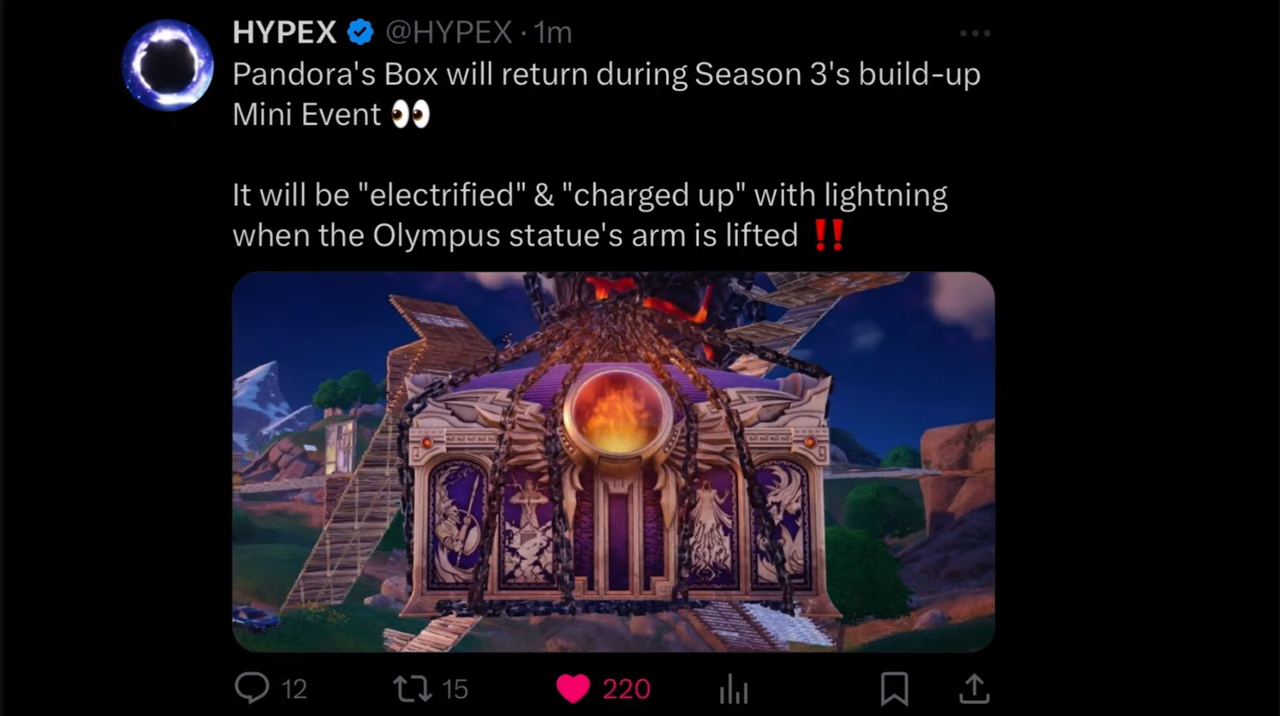 HYPEX @HYPEX · 1m
Pandora's Box will return during Season 3's build-up
Mini Event 👀
It will be "electrified" & "charged up" with lightning
when the Olympus statue's arm is lifted ‼️
12 15 220